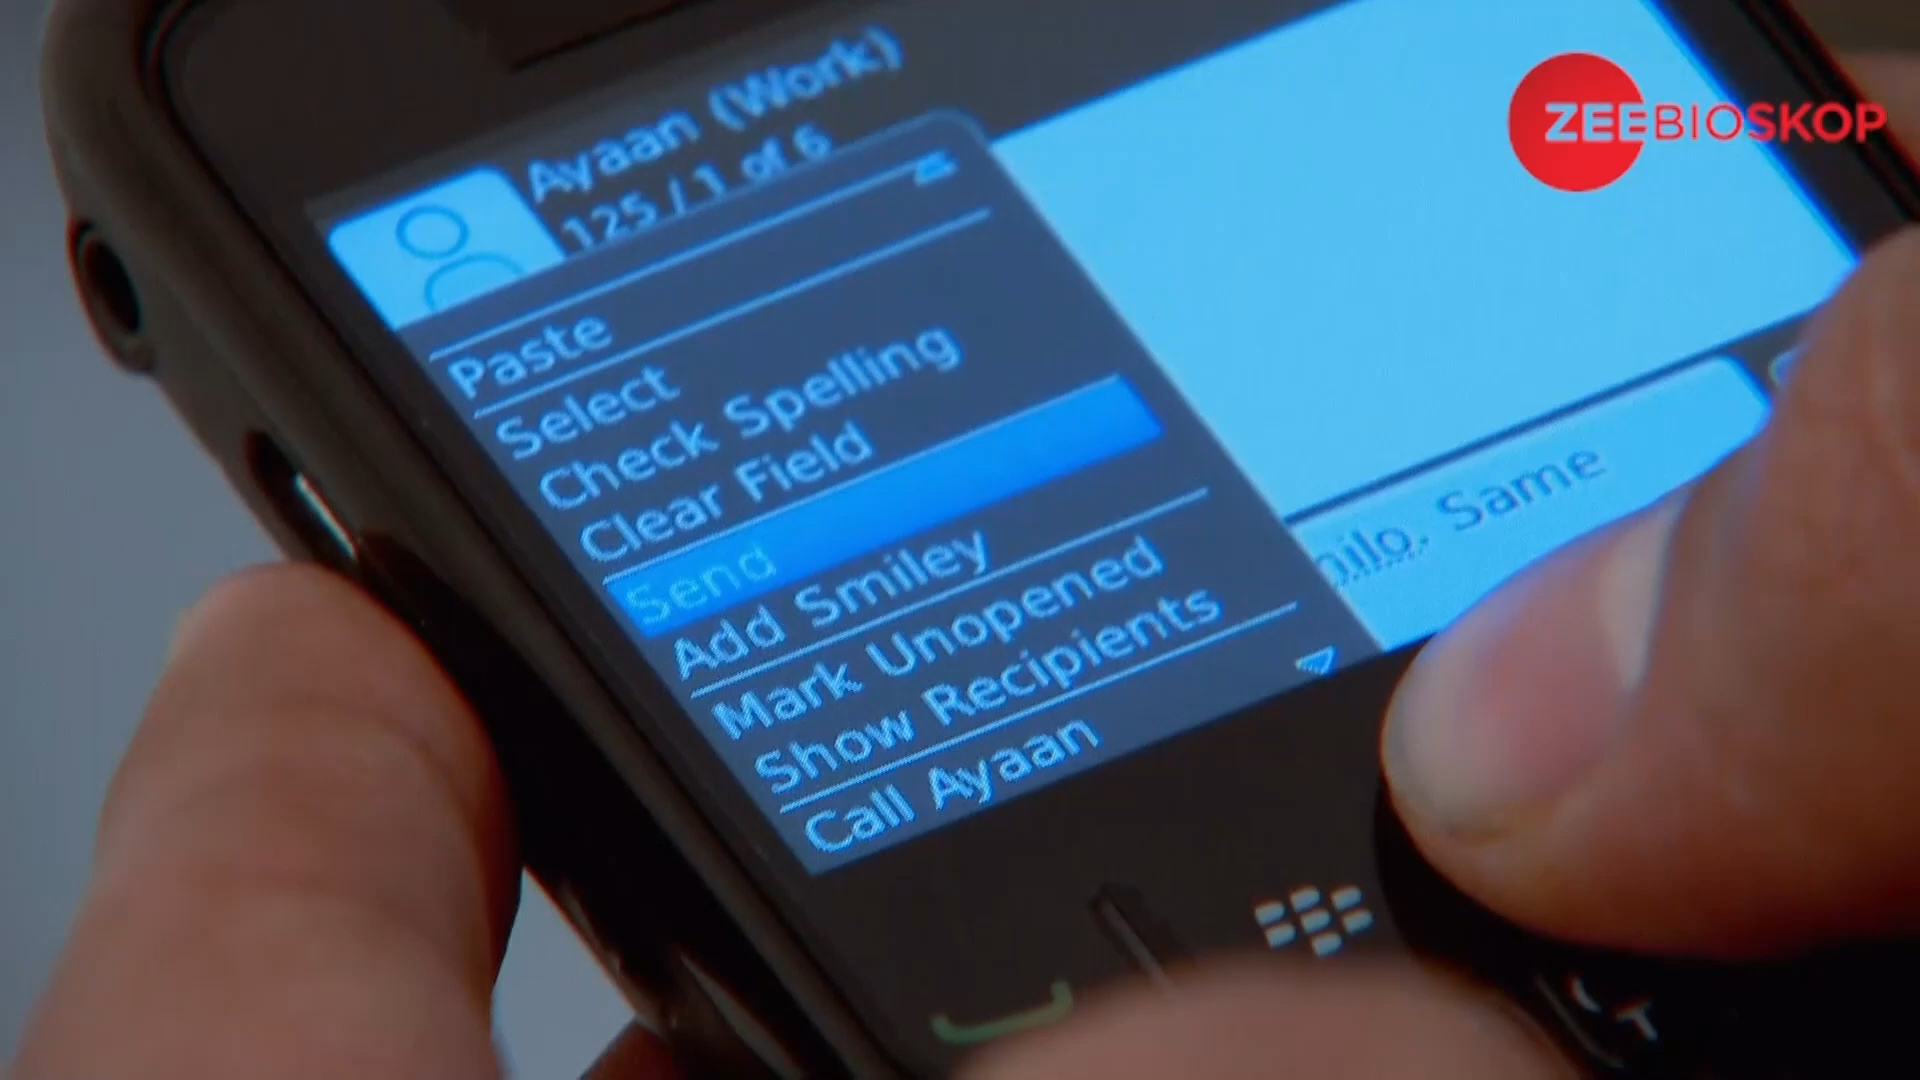 ZEEBIOSKOP
Ayaan (Work)
125 / 1 of 6
Paste
Select
Check Spelling
Clear Field
Send
Add Smiley
Mark Unopened
Show Recipients
Call Ayaan
Same